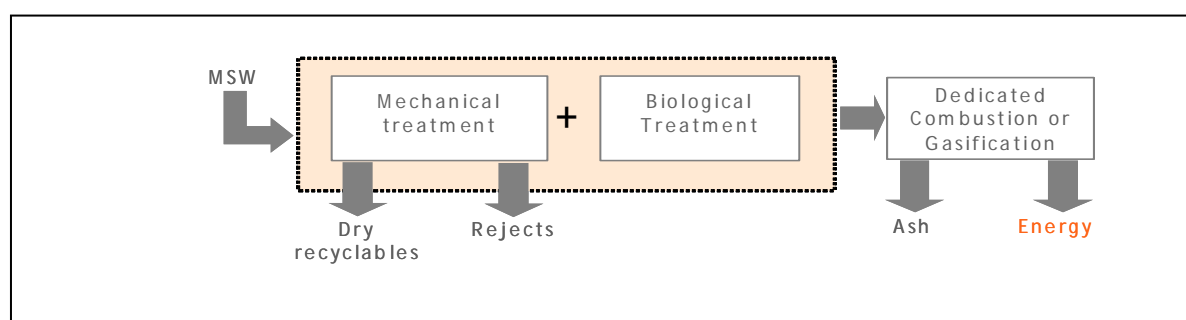 MSW
Mechanical
treatment
+
Biological
Treatment
Dedicated
Combustion or
Gasification
Dry
recyclables
Rejects
Ash
Energy